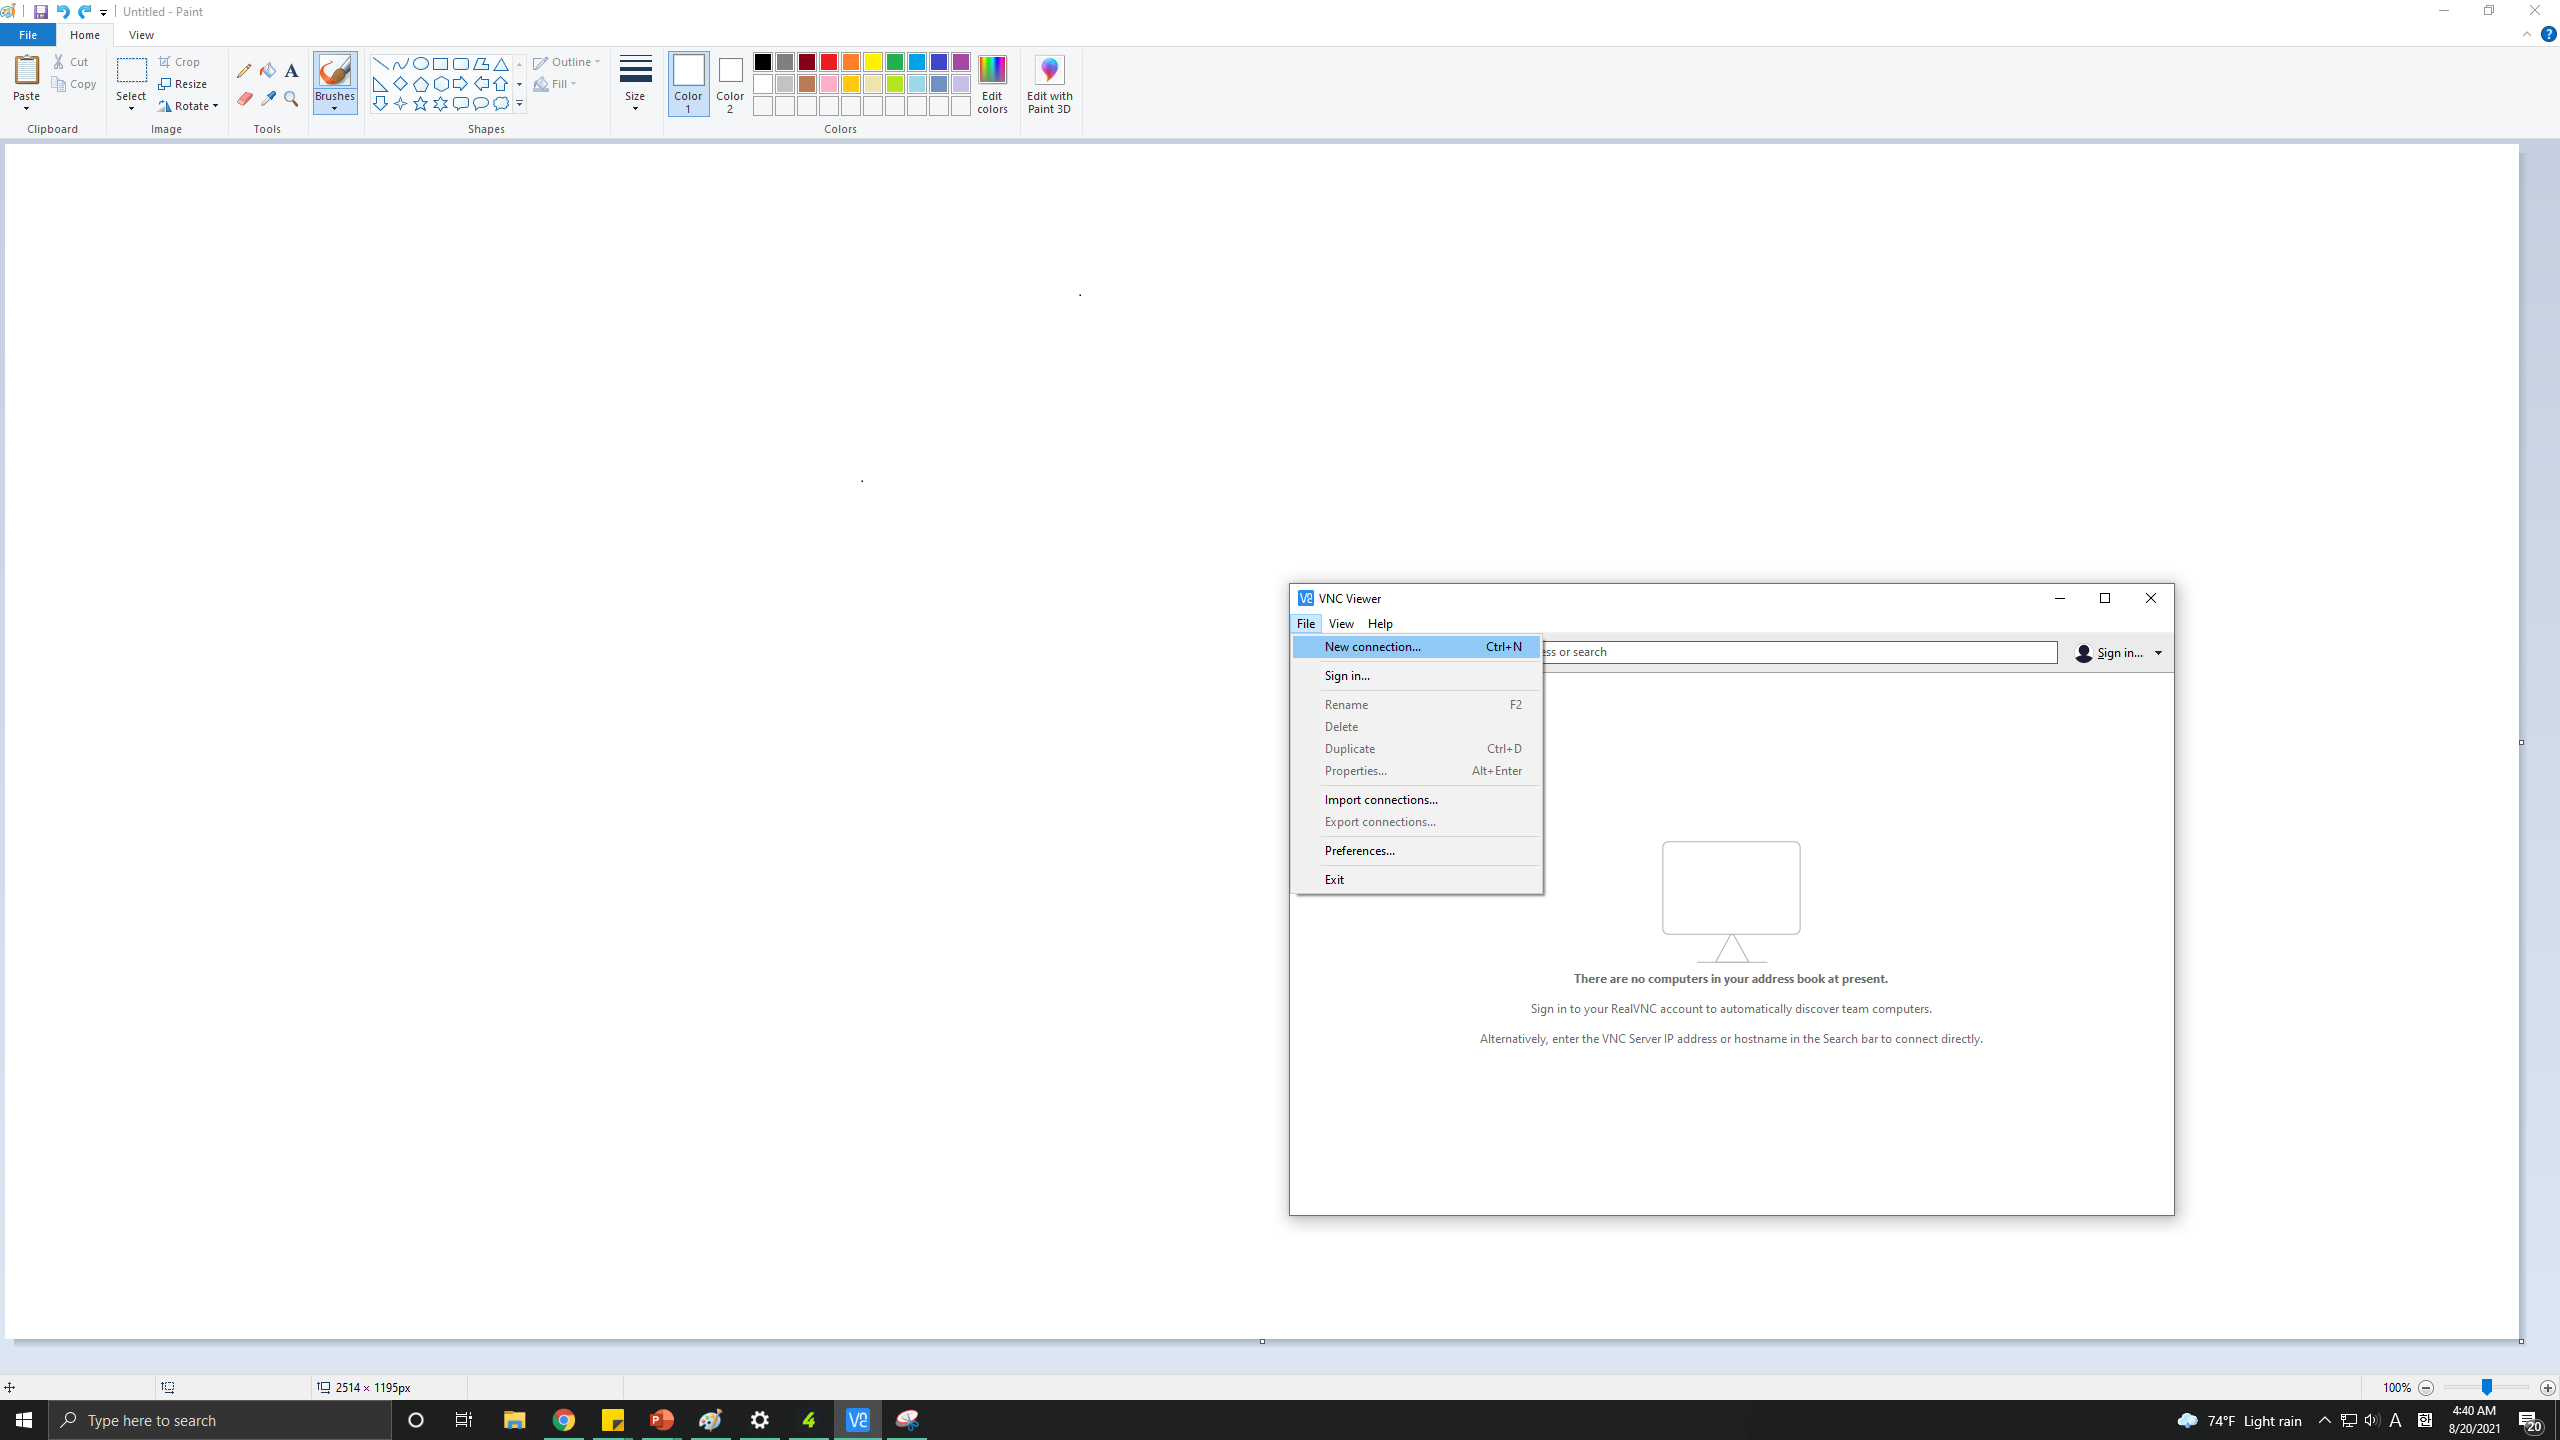 Untitled - Paint
File Home View
Paste
Cut
Copy
Clipboard
Select
Crop
Resize
Rotate
Image
Tools
Brushes
Shapes
Outline
Fill
Size
Color 1
Color 2
Edit colors
Colors
Edit with Paint 3D
VNC Viewer
File View Help
New connection... Ctrl+N
or search
Sign in...
Sign in...
Rename F2
Delete
Duplicate Ctrl+D
Properties... Alt+Enter
Import connections...
Export connections...
Preferences...
Exit
There are no computers in your address book at present.
Sign in to your RealVNC account to automatically discover team computers.
Alternatively, enter the VNC Server IP address or hostname in the Search bar to connect directly.
2514 × 1195px
100%
Type here to search
74°F Light rain
A
4:40 AM
8/20/2021
20